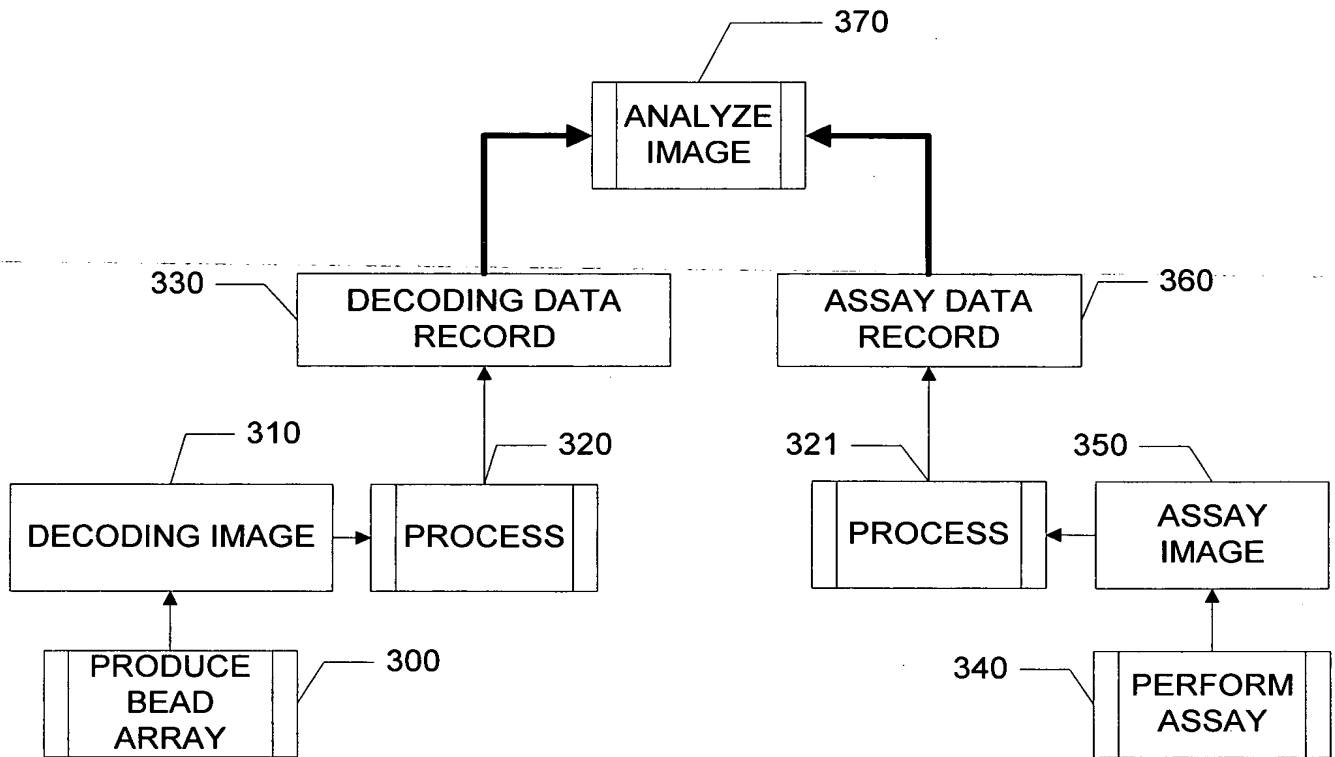 370
ANALYZE
IMAGE
330
DECODING DATA
RECORD
ASSAY DATA
RECORD
360
310
320
321
350
DECODING IMAGE
PROCESS
PROCESS
ASSAY
IMAGE
PRODUCE
BEAD
ARRAY
300
340
PERFORM
ASSAY